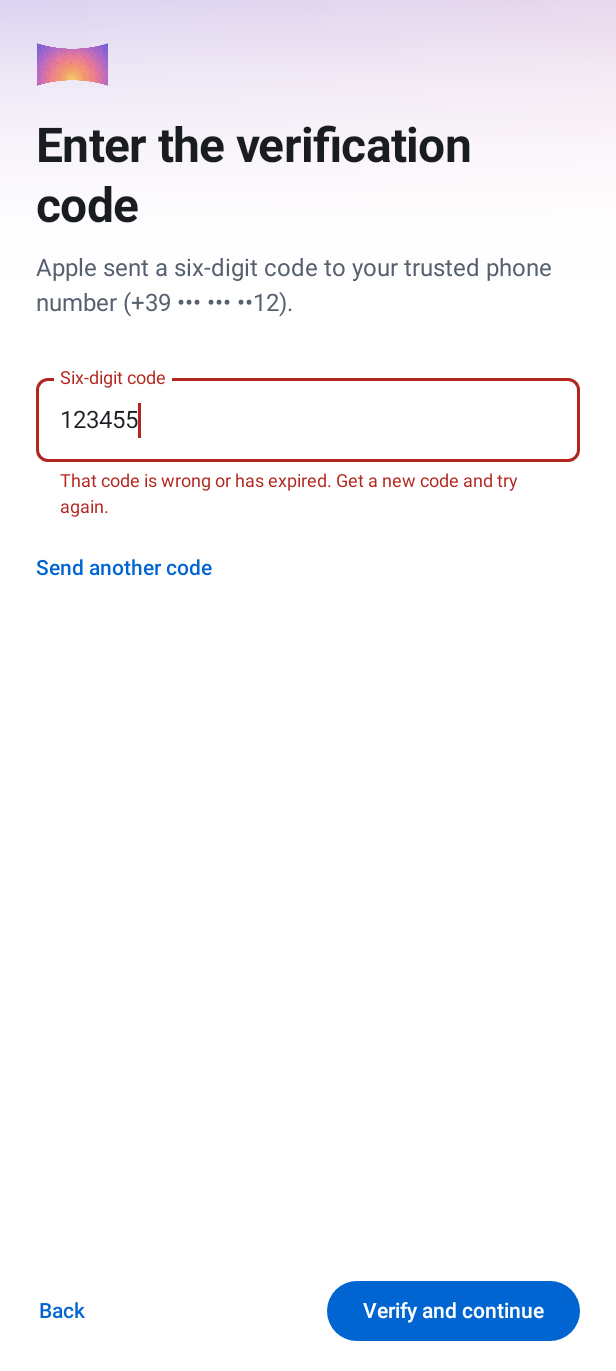 Enter the verification
code
Apple sent a six-digit code to your trusted phone
number (+39 ••• ••• ••12).
Six-digit code
123455
That code is wrong or has expired. Get a new code and try
again.
Send another code
Back
Verify and continue